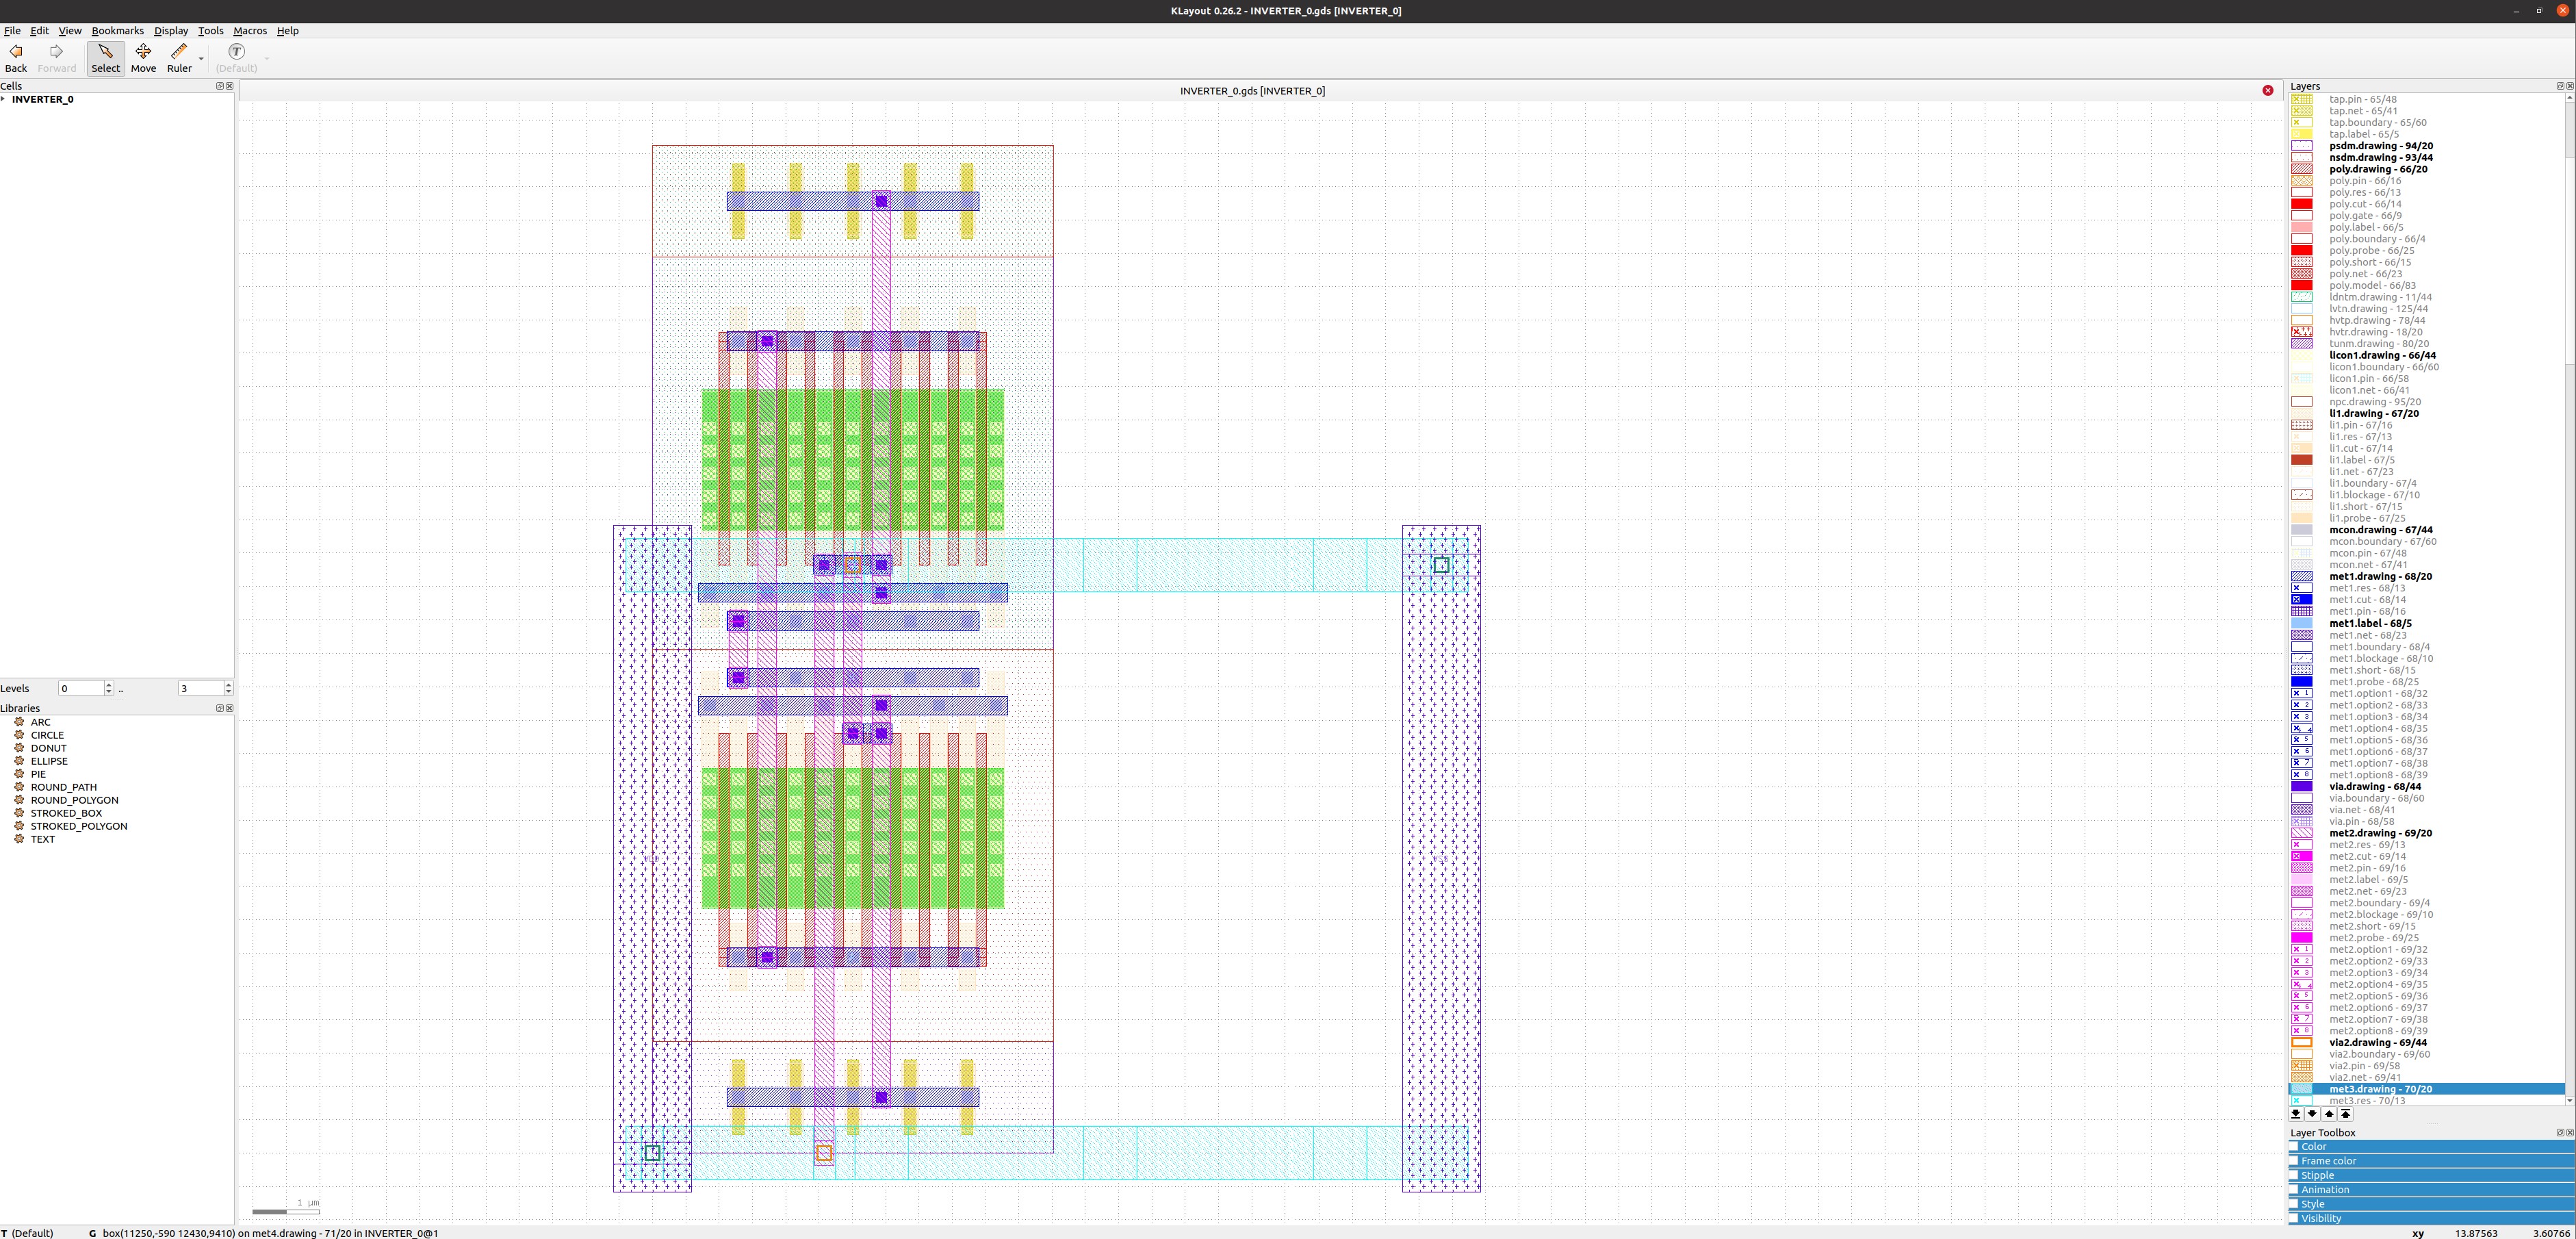 KLayout 0.26.2 - INVERTER_0.gds [INVERTER_0]
File Edit View Bookmarks Display Tools Macros Help
Back Forward Select Move Ruler (Default)
Cells
INVERTER_0
Levels 0 .. 3
Libraries
ARC
CIRCLE
DONUT
ELLIPSE
PIE
ROUND_PATH
ROUND_POLYGON
STROKED_BOX
STROKED_POLYGON
TEXT
INVERTER_0.gds [INVERTER_0]
1 μm
Layers
tap.pin - 65/48
tap.net - 65/41
tap.boundary - 65/60
tap.label - 65/5
psdm.drawing - 94/20
nsdm.drawing - 93/44
poly.drawing - 66/20
poly.pin - 66/16
poly.res - 66/13
poly.cut - 66/14
poly.gate - 66/9
poly.label - 66/5
poly.boundary - 66/4
poly.probe - 66/25
poly.short - 66/15
poly.net - 66/23
poly.model - 66/83
ldntm.drawing - 11/44
lvtn.drawing - 125/44
hvtp.drawing - 78/44
hvtr.drawing - 18/20
tunm.drawing - 80/20
licon1.drawing - 66/44
licon1.boundary - 66/60
licon1.pin - 66/58
licon1.net - 66/41
npc.drawing - 95/20
li1.drawing - 67/20
li1.pin - 67/16
li1.res - 67/13
li1.cut - 67/14
li1.label - 67/5
li1.net - 67/23
li1.boundary - 67/4
li1.blockage - 67/10
li1.short - 67/15
li1.probe - 67/25
mcon.drawing - 67/44
mcon.boundary - 67/60
mcon.pin - 67/48
mcon.net - 67/41
met1.drawing - 68/20
met1.res - 68/13
met1.cut - 68/14
met1.pin - 68/16
met1.label - 68/5
met1.net - 68/23
met1.boundary - 68/4
met1.blockage - 68/10
met1.short - 68/15
met1.probe - 68/25
met1.option1 - 68/32
met1.option2 - 68/33
met1.option3 - 68/34
met1.option4 - 68/35
met1.option5 - 68/36
met1.option6 - 68/37
met1.option7 - 68/38
met1.option8 - 68/39
via.drawing - 68/44
via.boundary - 68/60
via.net - 68/41
via.pin - 68/58
met2.drawing - 69/20
met2.res - 69/13
met2.cut - 69/14
met2.pin - 69/16
met2.label - 69/5
met2.net - 69/23
met2.boundary - 69/4
met2.blockage - 69/10
met2.short - 69/15
met2.probe - 69/25
met2.option1 - 69/32
met2.option2 - 69/33
met2.option3 - 69/34
met2.option4 - 69/35
met2.option5 - 69/36
met2.option6 - 69/37
met2.option7 - 69/38
met2.option8 - 69/39
via2.drawing - 69/44
via2.boundary - 69/60
via2.pin - 69/58
via2.net - 69/41
met3.drawing - 70/20
met3.res - 70/13
Layer Toolbox
Color
Frame color
Stipple
Animation
Style
Visibility
T (Default) G box(11250,-590 12430,9410) on met4.drawing - 71/20 in INVERTER_0@1 xy 13.87563 3.60766